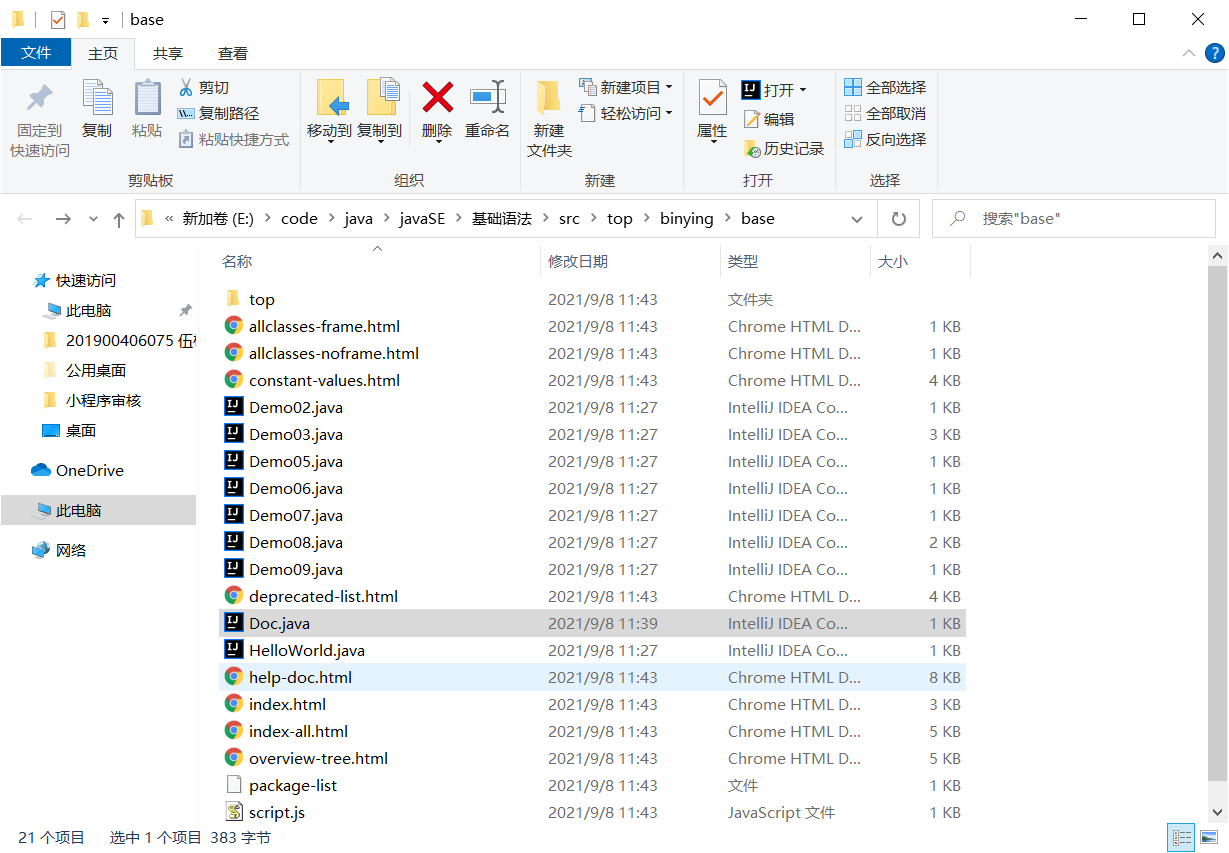 base
文件 主页 共享 查看
固定到快速访问
复制
粘贴
剪切
复制路径
粘贴快捷方式
剪贴板
移动到
复制到
删除
重命名
组织
新建文件夹
新建项目
轻松访问
新建
属性
打开
编辑
历史记录
打开
全部选择
全部取消
反向选择
选择
« 新加卷 (E:) > code > java > javaSE > 基础语法 > src > top > binying > base
搜索"base"
快速访问
此电脑
201900406075
公用桌面
小程序审核
桌面
OneDrive
此电脑
网络
名称 修改日期 类型 大小
top 2021/9/8 11:43 文件夹
allclasses-frame.html 2021/9/8 11:43 Chrome HTML D... 1 KB
allclasses-noframe.html 2021/9/8 11:43 Chrome HTML D... 1 KB
constant-values.html 2021/9/8 11:43 Chrome HTML D... 4 KB
Demo02.java 2021/9/8 11:27 IntelliJ IDEA Co... 1 KB
Demo03.java 2021/9/8 11:27 IntelliJ IDEA Co... 3 KB
Demo05.java 2021/9/8 11:27 IntelliJ IDEA Co... 1 KB
Demo06.java 2021/9/8 11:27 IntelliJ IDEA Co... 1 KB
Demo07.java 2021/9/8 11:27 IntelliJ IDEA Co... 1 KB
Demo08.java 2021/9/8 11:27 IntelliJ IDEA Co... 2 KB
Demo09.java 2021/9/8 11:27 IntelliJ IDEA Co... 1 KB
deprecated-list.html 2021/9/8 11:43 Chrome HTML D... 4 KB
Doc.java 2021/9/8 11:39 IntelliJ IDEA Co... 1 KB
HelloWorld.java 2021/9/8 11:27 IntelliJ IDEA Co... 1 KB
help-doc.html 2021/9/8 11:43 Chrome HTML D... 8 KB
index.html 2021/9/8 11:43 Chrome HTML D... 3 KB
index-all.html 2021/9/8 11:43 Chrome HTML D... 5 KB
overview-tree.html 2021/9/8 11:43 Chrome HTML D... 5 KB
package-list 2021/9/8 11:43 文件 1 KB
script.js 2021/9/8 11:43 JavaScript 文件 1 KB
21 个项目 选中 1 个项目 383 字节